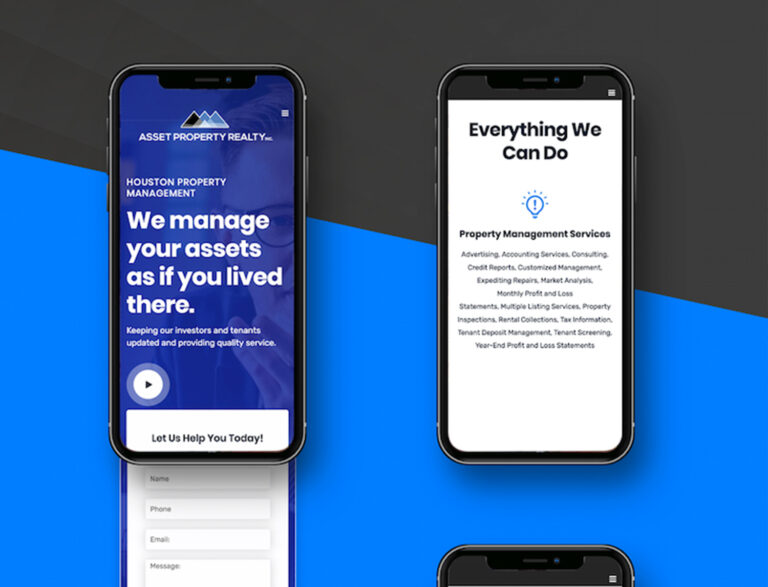 ASSET PROPERTY REALTY INC.
HOUSTON PROPERTY
MANAGEMENT
We manage
your assets
as if you lived
there.
Keeping our investors and tenants
updated and providing quality service.
Let Us Help You Today!
Name
Phone
Email:
Message:
Everything We
Can Do
Property Management Services
Advertising, Accounting Services, Consulting,
Credit Reports, Customized Management,
Expediting Repairs, Market Analysis,
Monthly Profit and Loss
Statements, Multiple Listing Services, Property
Inspections, Rental Collections, Tax Information,
Tenant Deposit Management, Tenant Screening,
Year-End Profit and Loss Statements